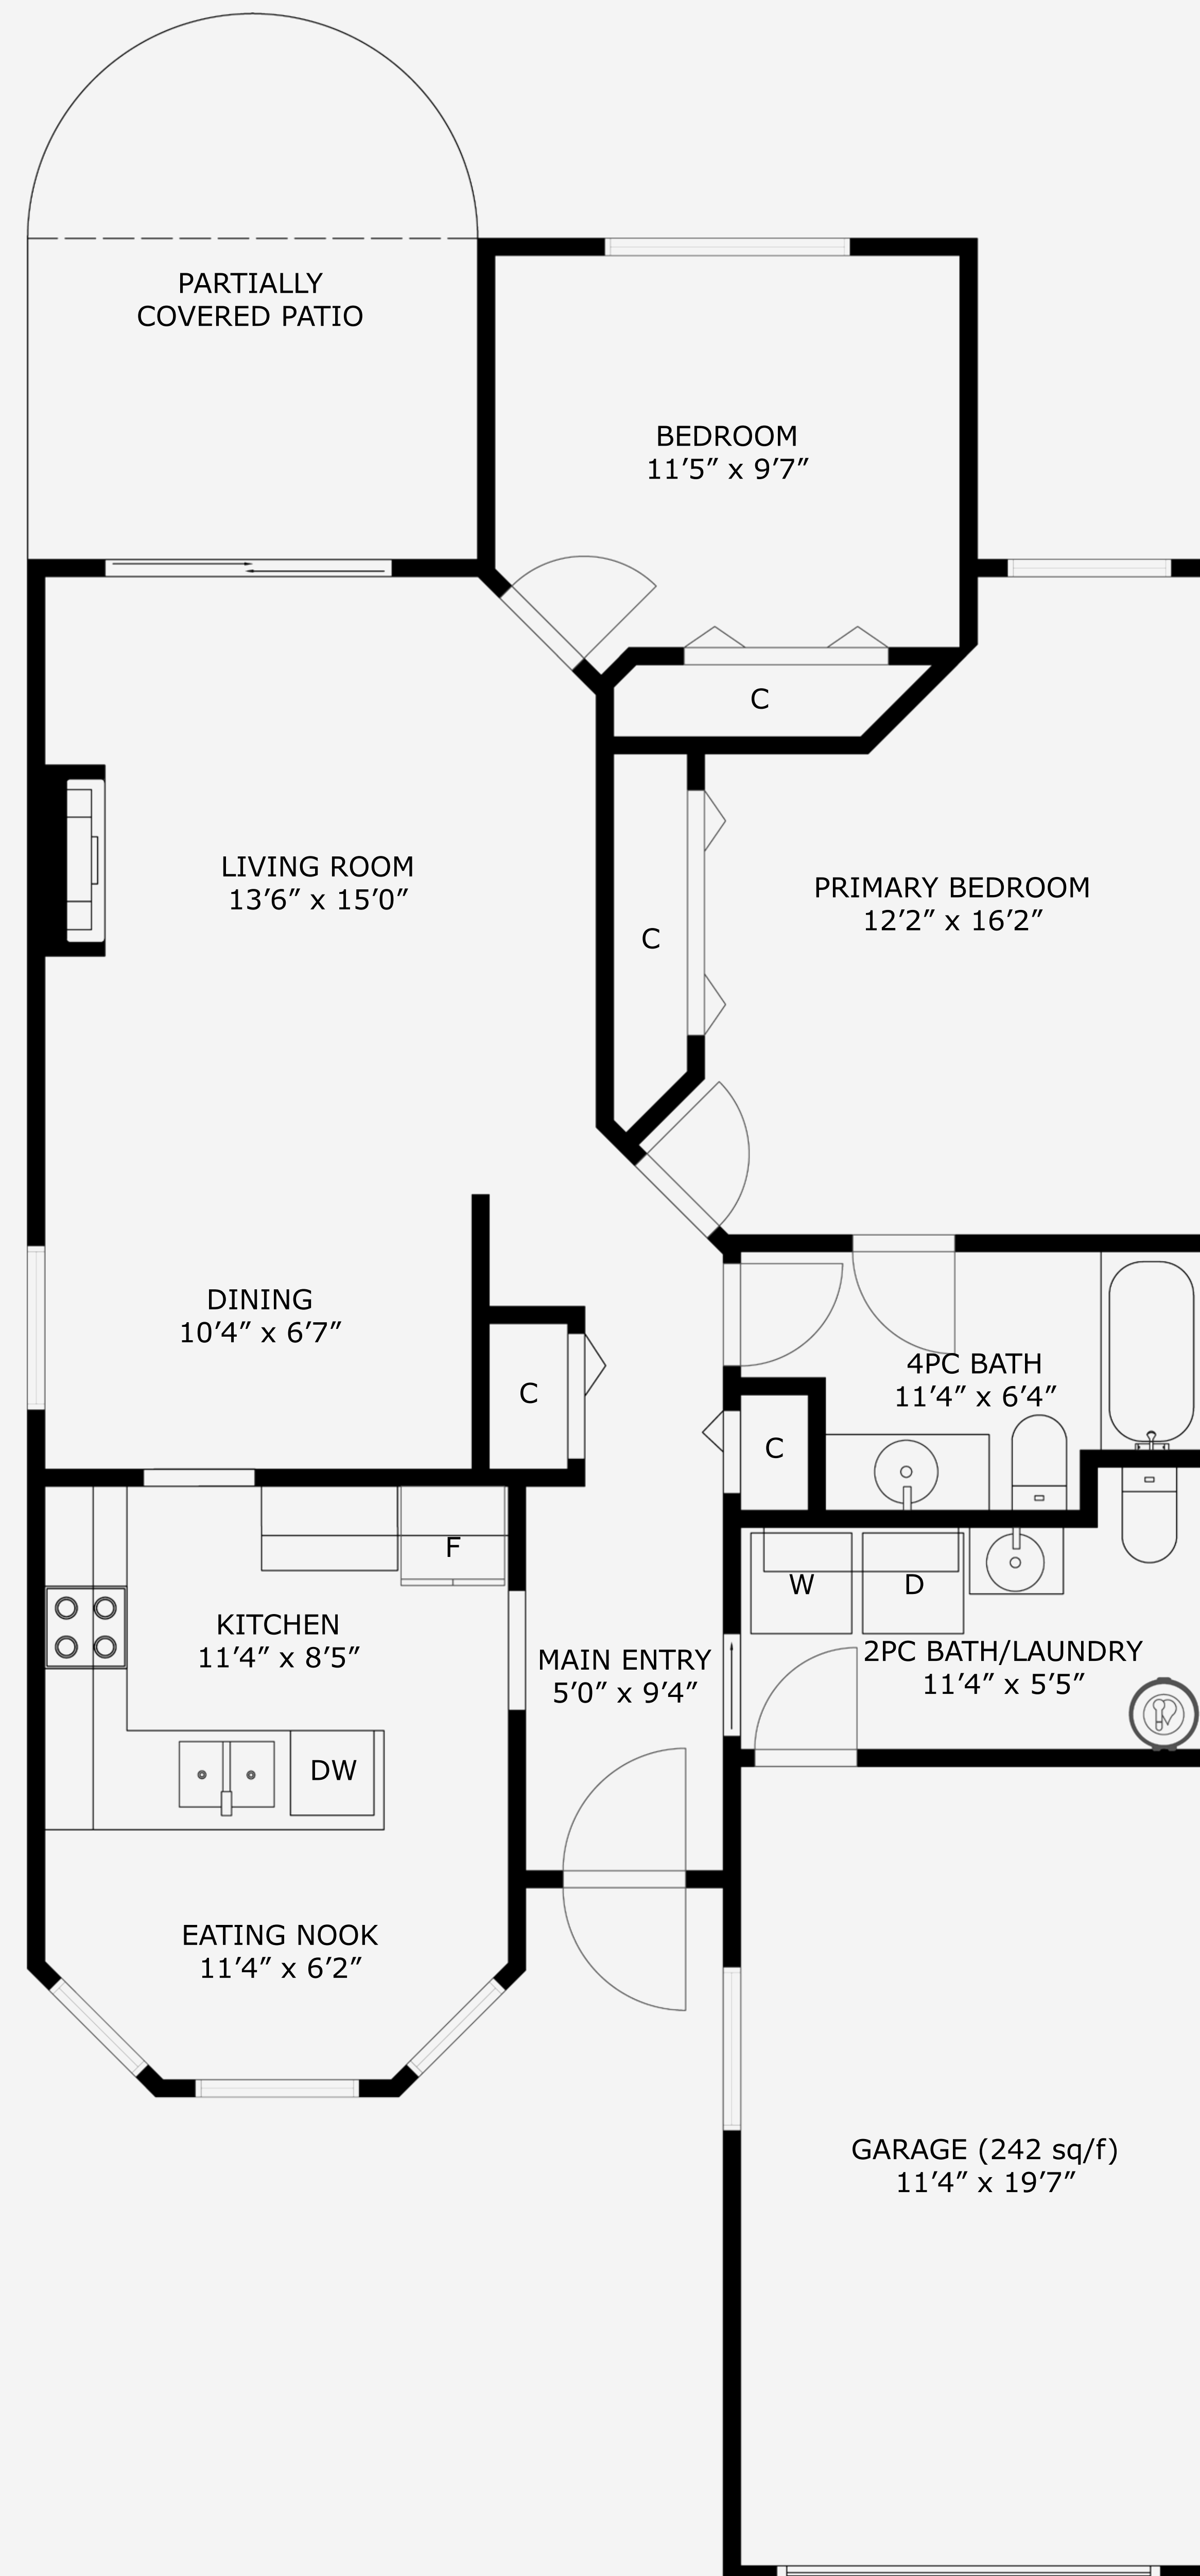 PARTIALLY
COVERED PATIO
BEDROOM
11’5” x 9’7”
C
LIVING ROOM
13’6” x 15’0”
PRIMARY BEDROOM
12’2” x 16’2”
C
DINING
10’4” x 6’7”
C
4PC BATH
11’4” x 6’4”
C
F
W
D
KITCHEN
11’4” x 8’5”
MAIN ENTRY
5’0” x 9’4”
2PC BATH/LAUNDRY
11’4” x 5’5”
DW
EATING NOOK
11’4” x 6’2”
GARAGE (242 sq/f)
11’4” x 19’7”